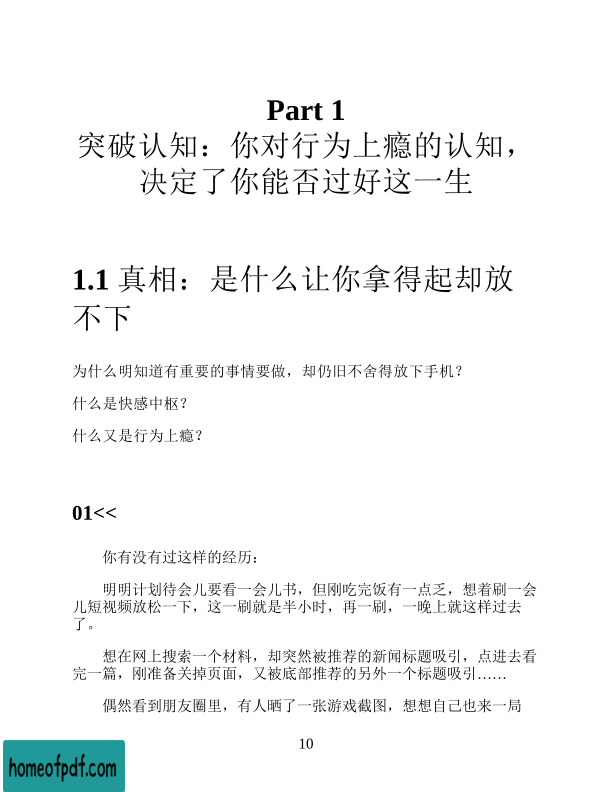 Part 1
突破认知：你对行为上瘾的认知，
决定了你能否过好这一生
1.1 真相：是什么让你拿得起却放
不下
为什么明知道有重要的事情要做，却仍旧不舍得放下手机？
什么是快感中枢？
什么又是行为上瘾？
01<<
你有没有过这样的经历：
明明计划待会儿要看一会儿书，但刚吃完饭有一点乏，想着刷一会
儿短视频放松一下，这一刷就是半小时，再一刷，一晚上就这样过去
了。
想在网上搜索一个材料，却突然被推荐的新闻标题吸引，点进去看
完一篇，刚准备关掉页面，又被底部推荐的另外一个标题吸引……
偶然看到朋友圈里，有人晒了一张游戏截图，想想自己也来一局
10
homeofpdf.com